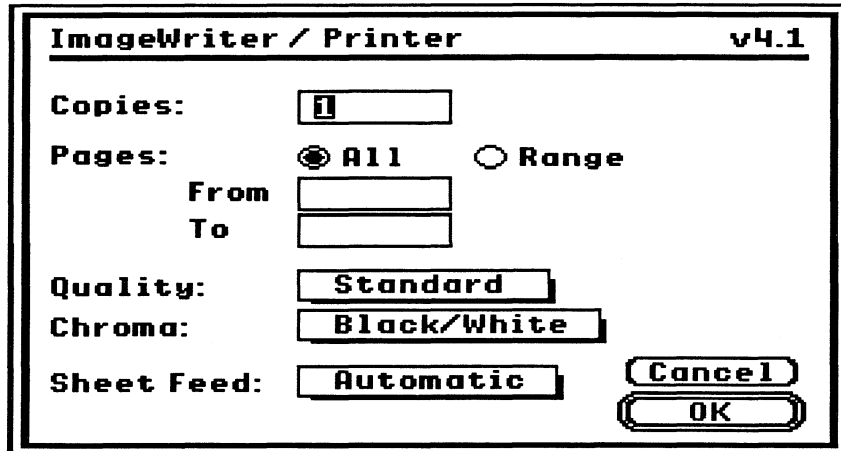 ImageWriter / Printer v4.1
Copies: 1
Pages: All Range
From
To
Quality: Standard
Chroma: Black/White
Sheet Feed: Automatic
Cancel
OK